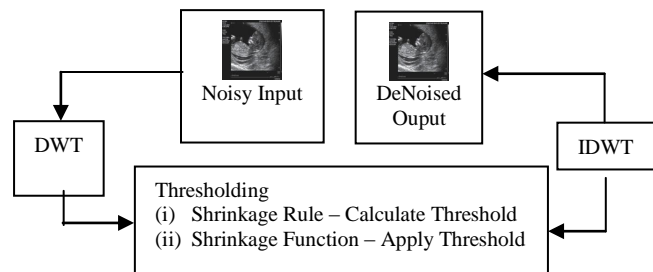 Noisy Input
DeNoised
Ouput
DWT
IDWT
Thresholding
(i) Shrinkage Rule – Calculate Threshold
(ii) Shrinkage Function – Apply Threshold